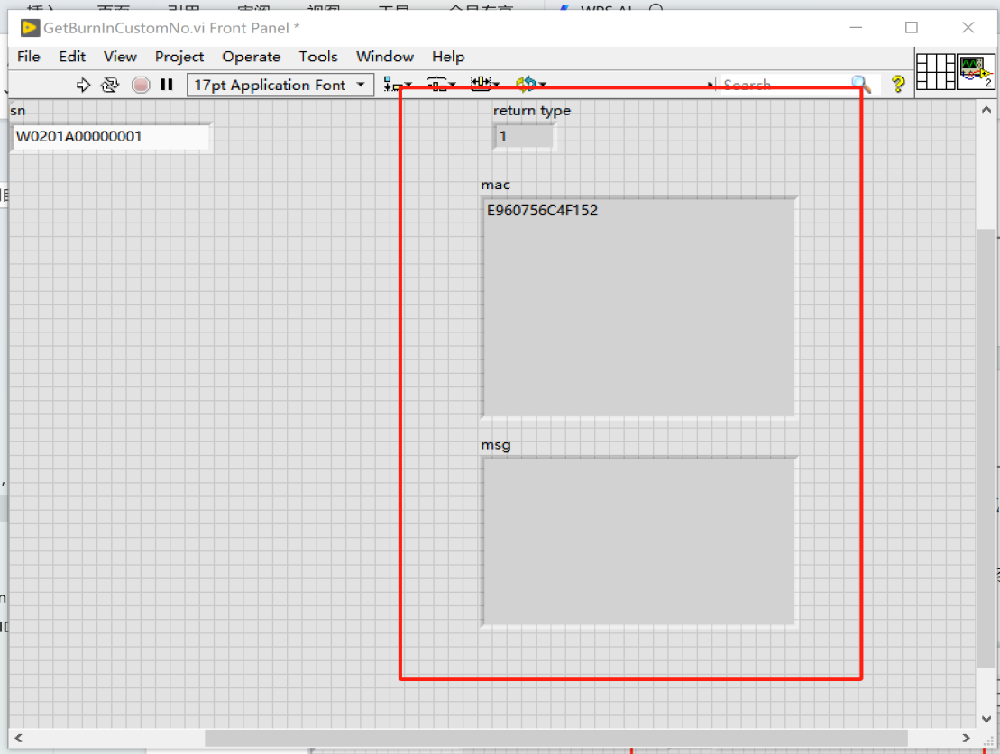 GetBurnInCustomNo.vi Front Panel *
File Edit View Project Operate Tools Window Help
17pt Application Font
Search
2
sn
W0201A00000001
return type
1
mac
E960756C4F152
msg